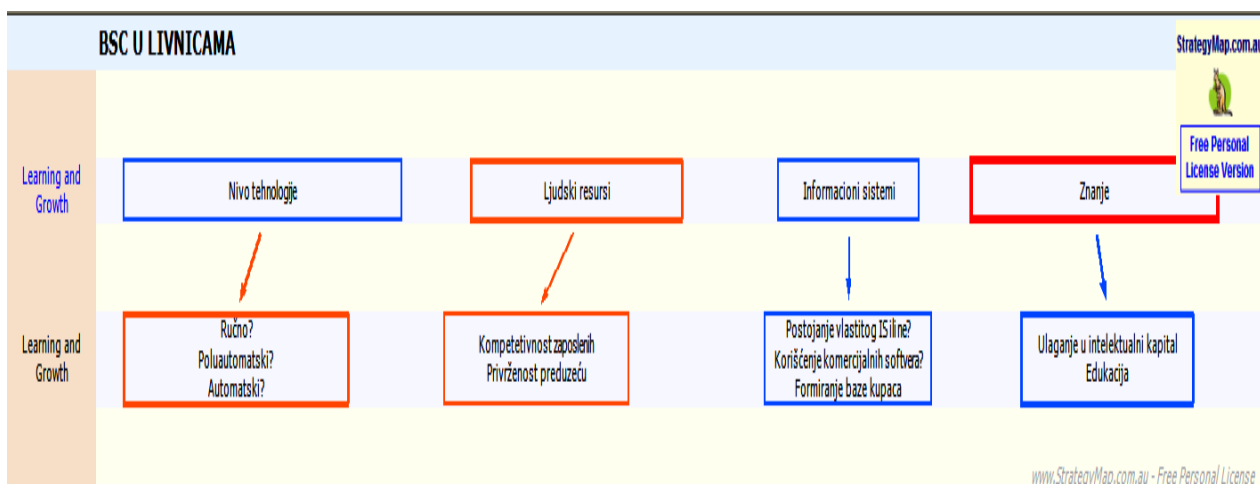 BSC U LIVNICAMA
StrategyMap.com.au
Free Personal
License Version
Learning and
Growth
Nivo tehnologije
Ljudski resursi
Informacioni sistemi
Znanje
Learning and
Growth
Ručno?
Poluautomatski?
Automatski?
Kompetetivnost zaposlenih
Privrženost preduzeću
Postojanje vlastitog IS iline?
Korišćenje komercijalnih softvera?
Formiranje baze kupaca
Ulaganje u intelektualni kapital
Edukacija
www.StrategyMap.com.au - Free Personal License